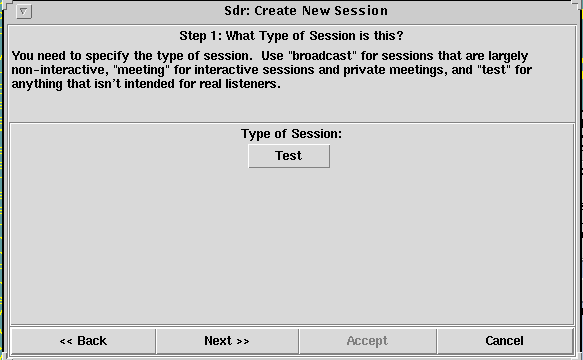 Sdr: Create New Session
Step 1: What Type of Session is this?
You need to specify the type of session.  Use "broadcast" for sessions that are largely
non-interactive, "meeting" for interactive sessions and private meetings, and "test" for
anything that isn't intended for real listeners.
Type of Session:
Test
<< Back
Next >>
Accept
Cancel